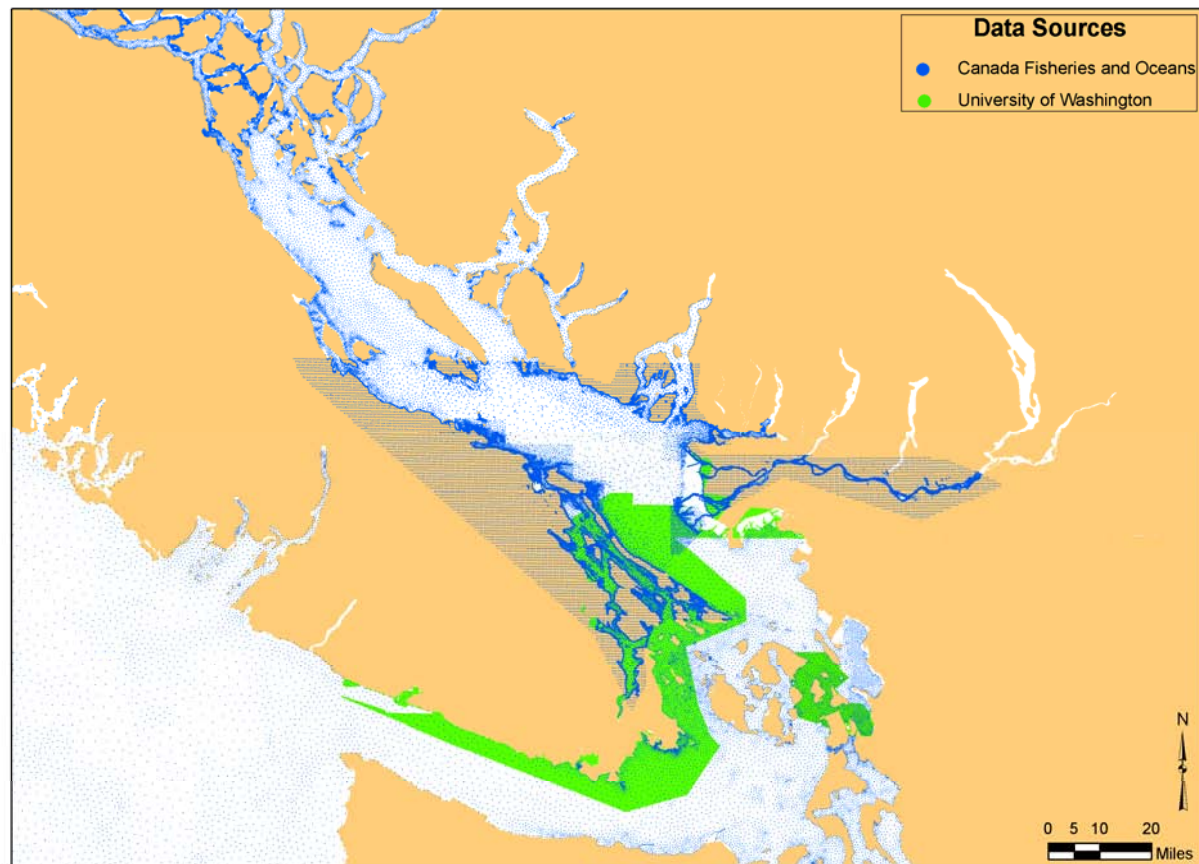 Data Sources
Canada Fisheries and Oceans
University of Washington
N
0 5 10 20
Miles